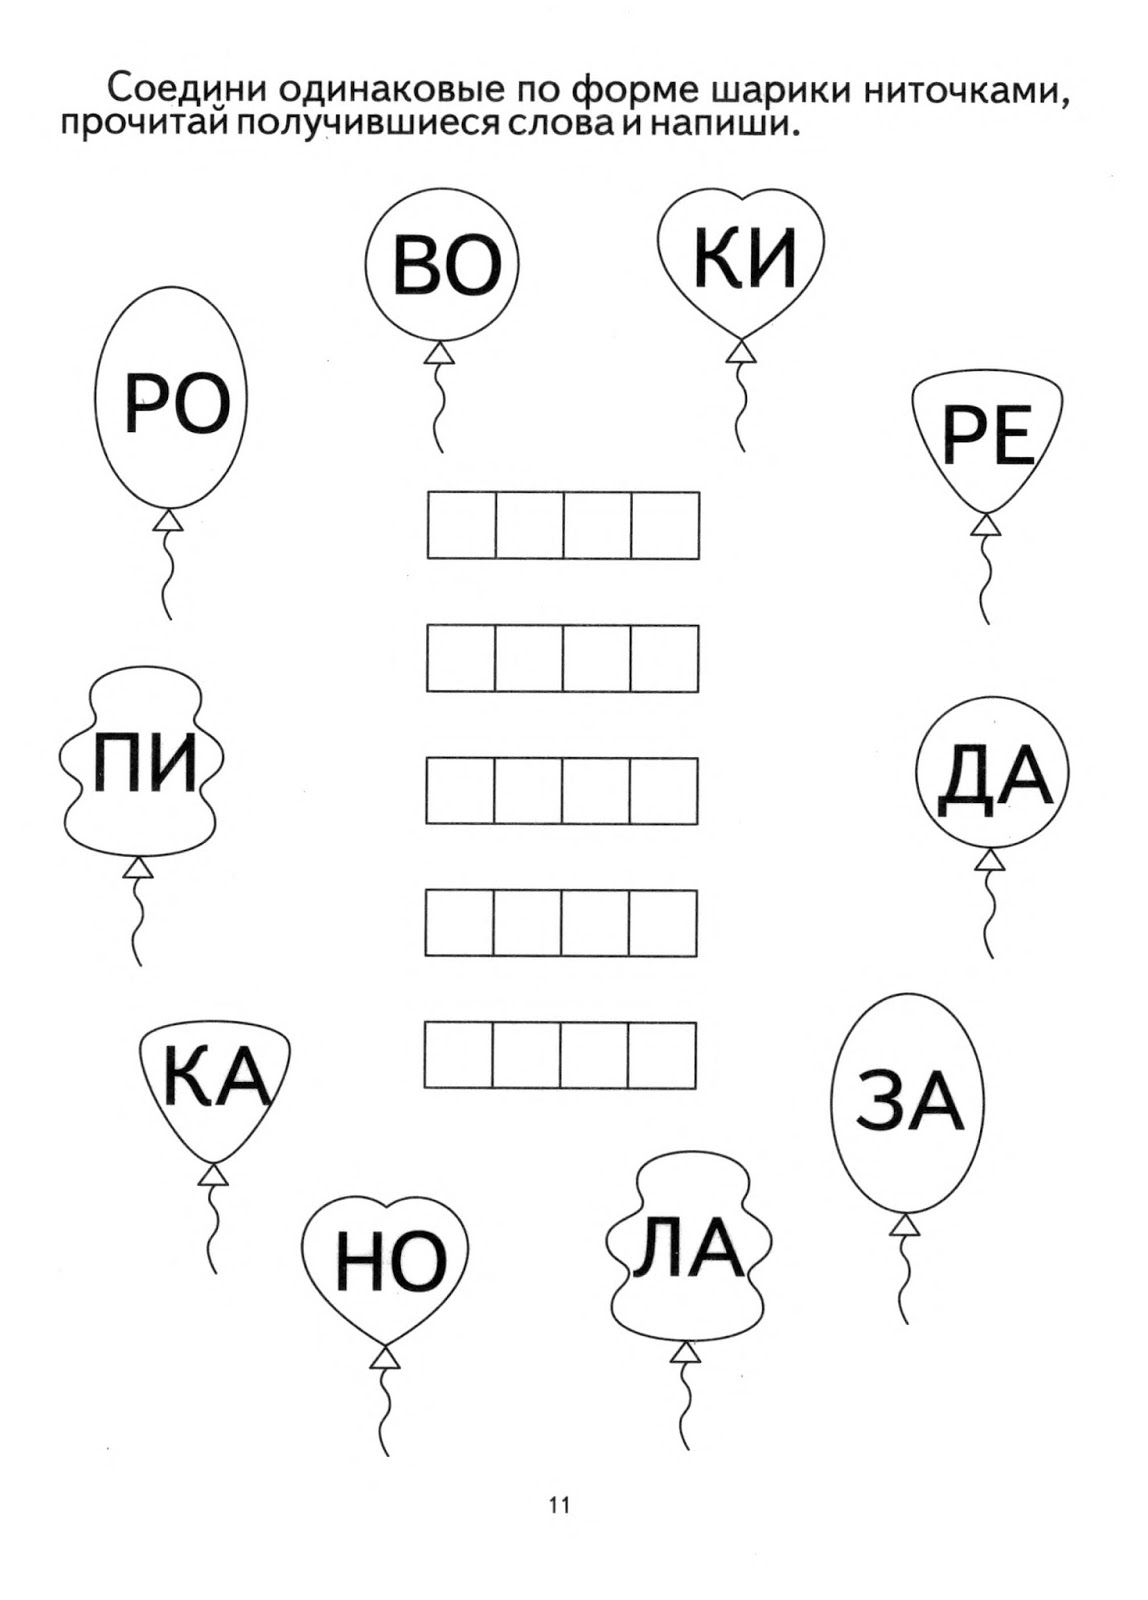 Соедини одинаковые по форме шарики ниточками,
прочитай получившиеся слова и напиши.
ВО
КИ
РО
РЕ
ПИ
ДА
КА
ЗА
НО
ЛА
11